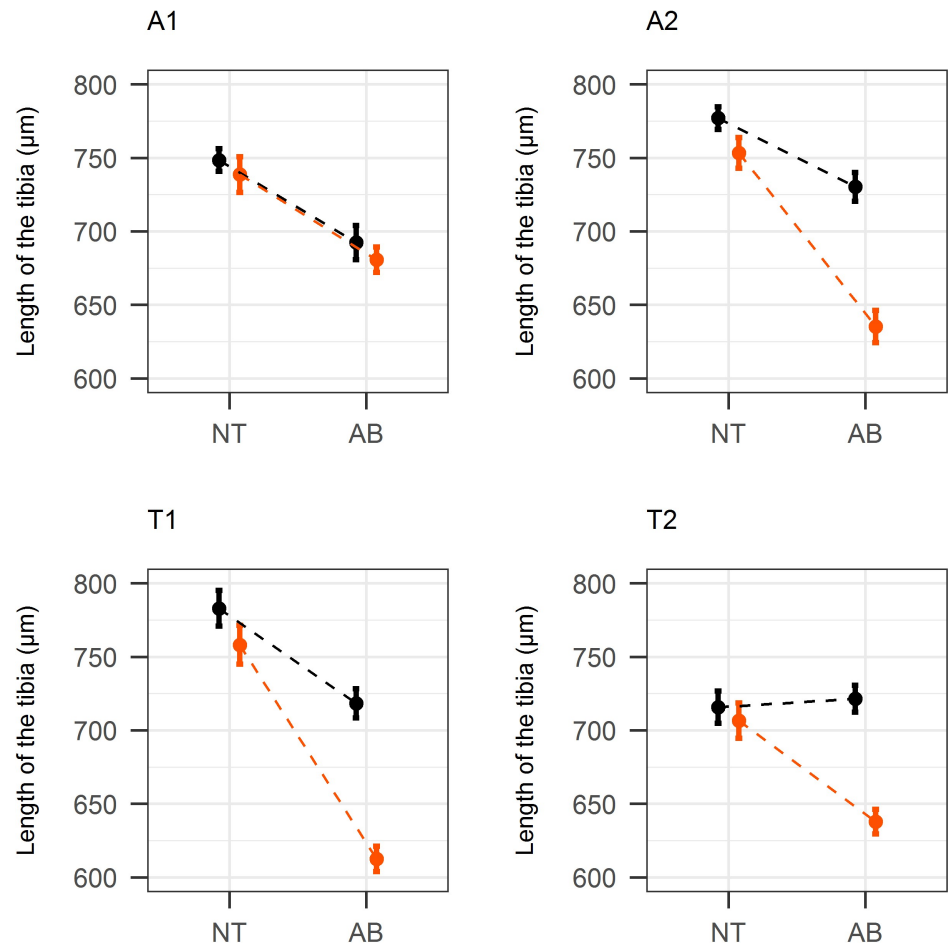 A1
Length of the tibia (µm)
800
750
700
650
600
NT AB
A2
Length of the tibia (µm)
800
750
700
650
600
NT AB
T1
Length of the tibia (µm)
800
750
700
650
600
NT AB
T2
Length of the tibia (µm)
800
750
700
650
600
NT AB